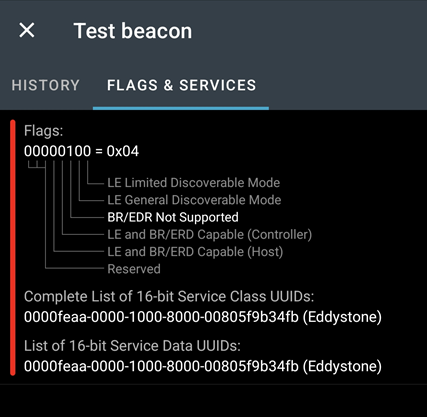 Test beacon
HISTORY FLAGS & SERVICES
Flags:
00000100 = 0x04
LE Limited Discoverable Mode
LE General Discoverable Mode
BR/EDR Not Supported
LE and BR/ERD Capable (Controller)
LE and BR/ERD Capable (Host)
Reserved
Complete List of 16-bit Service Class UUIDs:
0000feaa-0000-1000-8000-00805f9b34fb (Eddystone)
List of 16-bit Service Data UUIDs:
0000feaa-0000-1000-8000-00805f9b34fb (Eddystone)